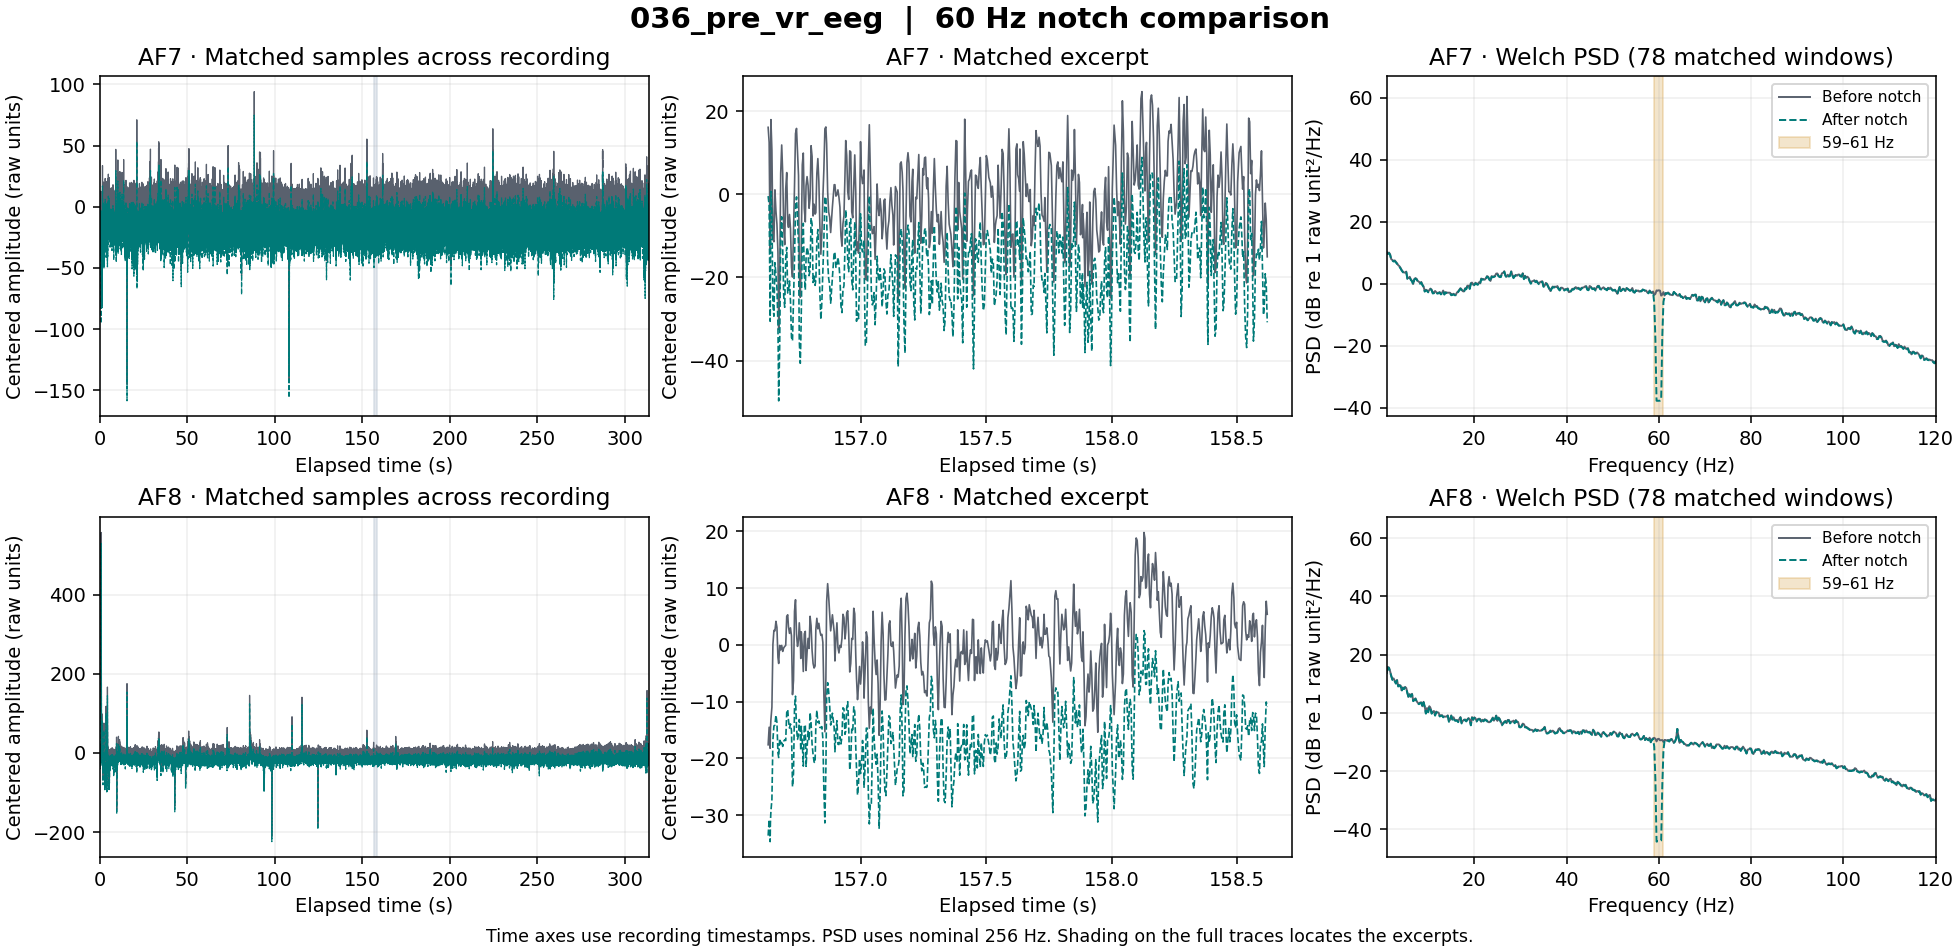 036_pre_vr_eeg | 60 Hz notch comparison
AF7 · Matched samples across recording
Centered amplitude (raw units)
100
50
0
−50
−100
−150
0 50 100 150 200 250 300
Elapsed time (s)
AF7 · Matched excerpt
Centered amplitude (raw units)
20
0
−20
−40
157.0 157.5 158.0 158.5
Elapsed time (s)
AF7 · Welch PSD (78 matched windows)
PSD (dB re 1 raw unit²/Hz)
60
40
20
0
−20
−40
20 40 60 80 100 120
Frequency (Hz)
Before notch
After notch
59–61 Hz
AF8 · Matched samples across recording
Centered amplitude (raw units)
400
200
0
−200
0 50 100 150 200 250 300
Elapsed time (s)
AF8 · Matched excerpt
Centered amplitude (raw units)
20
10
0
−10
−20
−30
157.0 157.5 158.0 158.5
Elapsed time (s)
AF8 · Welch PSD (78 matched windows)
PSD (dB re 1 raw unit²/Hz)
60
40
20
0
−20
−40
20 40 60 80 100 120
Frequency (Hz)
Before notch
After notch
59–61 Hz
Time axes use recording timestamps. PSD uses nominal 256 Hz. Shading on the full traces locates the excerpts.